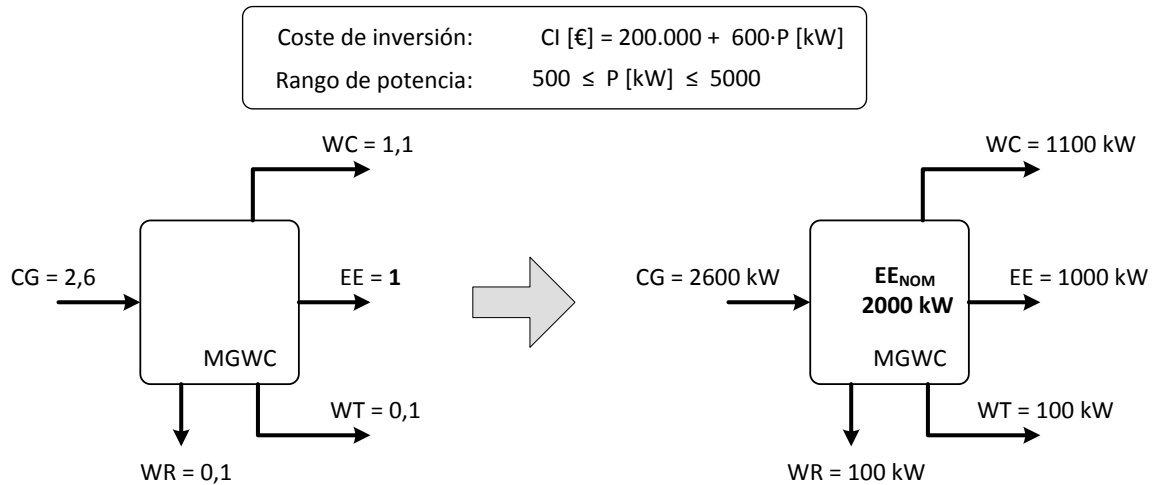 Coste de inversión: CI [€] = 200.000 + 600·P [kW]
Rango de potencia: 500 ≤ P [kW] ≤ 5000
WC = 1,1
CG = 2,6
EE = 1
MGWC
WT = 0,1
WR = 0,1
WC = 1100 kW
CG = 2600 kW
EENOM
2000 kW
EE = 1000 kW
MGWC
WT = 100 kW
WR = 100 kW